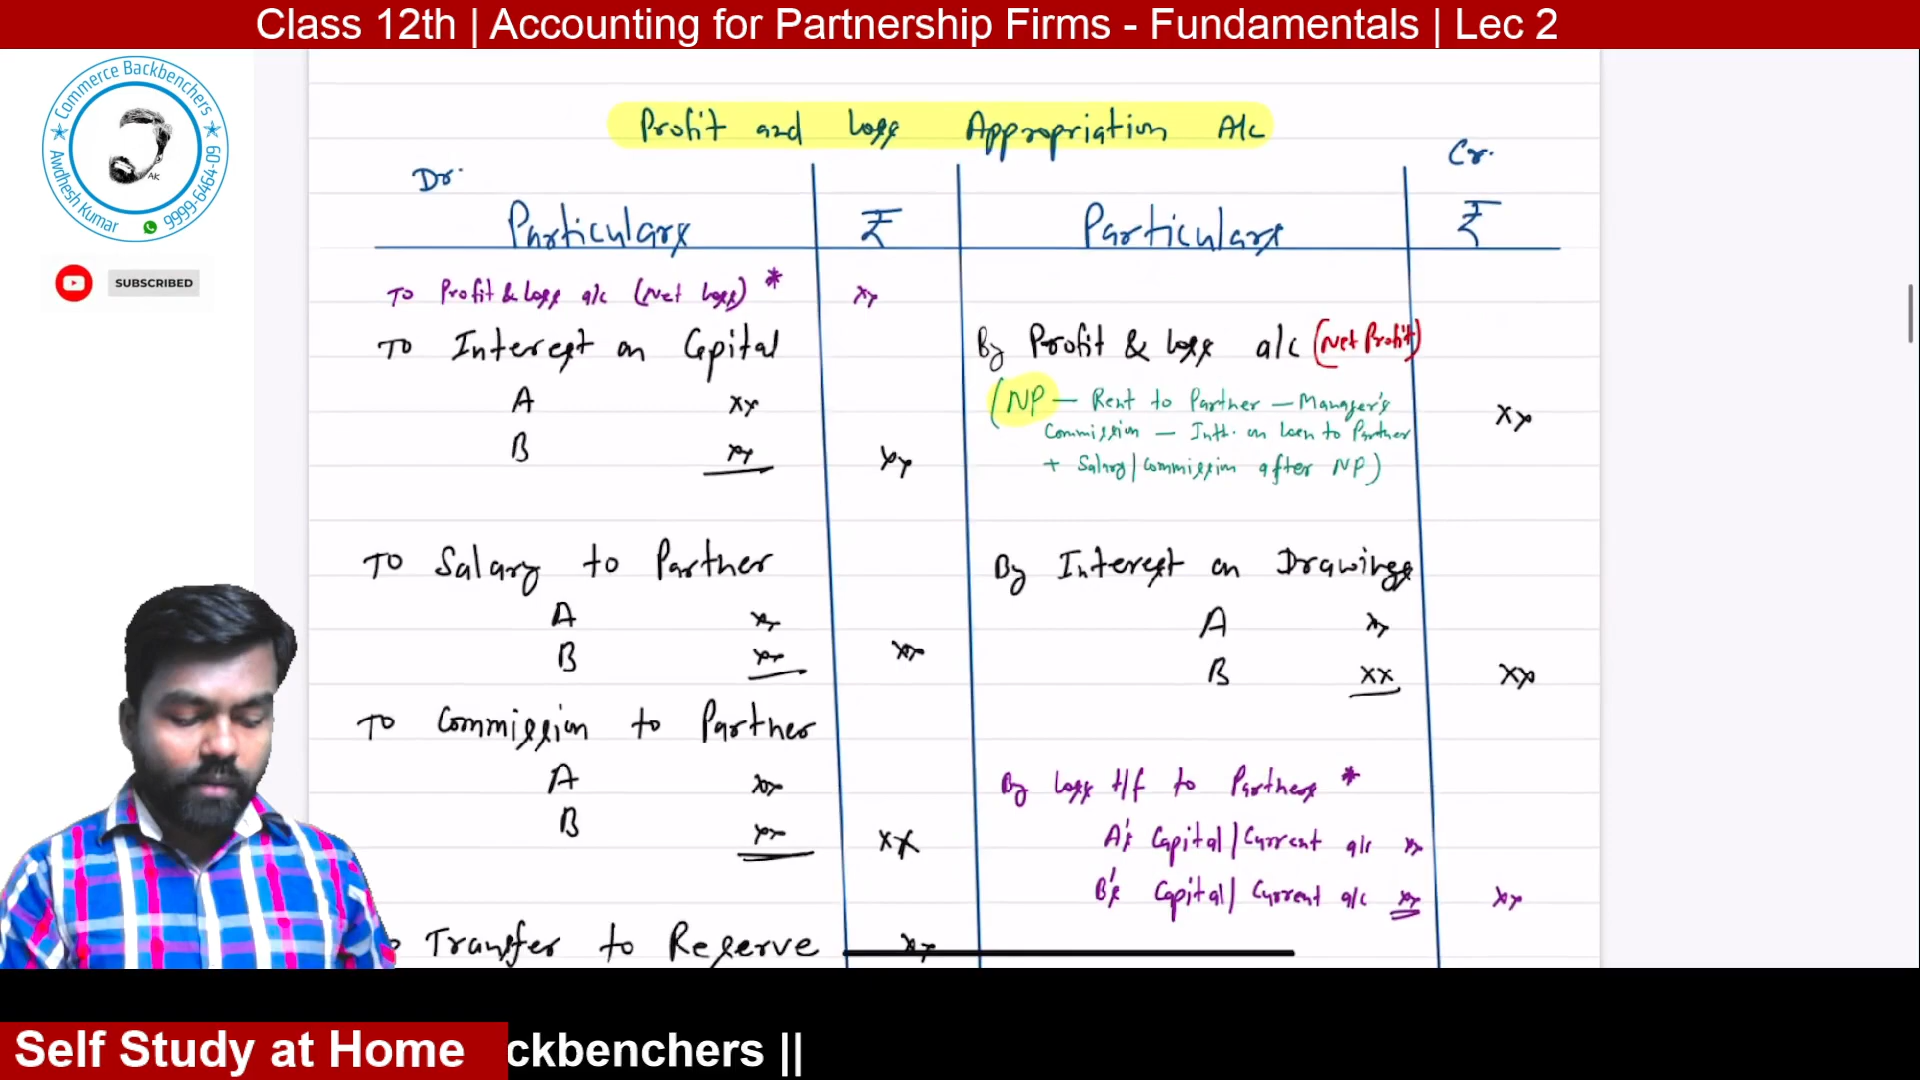 Class 12th | Accounting for Partnership Firms - Fundamentals | Lec 2
Commerce Backbenchers
Awdhesh Kumar
9999-6464-60
AK
SUBSCRIBED
Profit and Loss Appropriation A/c
Dr. Cr.
Particulars ₹ Particulars ₹
To Profit & Loss a/c (Net Loss) * xx
To Interest on Capital By Profit & Loss a/c (Net Profit)
A xx (NP — Rent to Partner — Manager's xx
Commission — Intt. on Loan to Partner
B xx xx + Salary/Commission after NP)
To Salary to Partner By Interest on Drawings
A xx A xx
B xx xx B xx xx
To Commission to Partner
A xx By Loss t/f to Partners *
B xx xx A's Capital/Current a/c xx
B's Capital/Current a/c xx xx
Transfer to Reserve xx
Self Study at Home ckbenchers ||